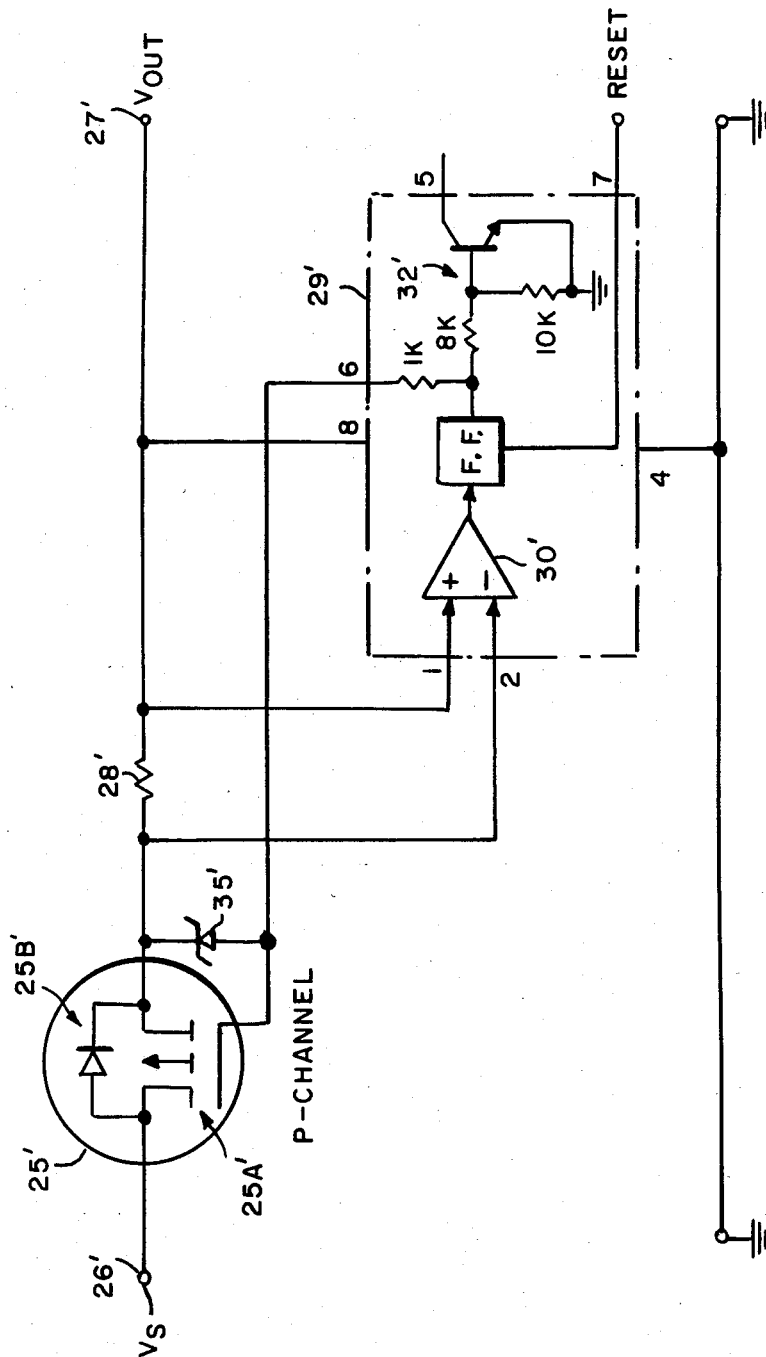 26'
VS
25'
25B'
25A'
P-CHANNEL
35'
28'
27'
VOUT
29'
8
6
1K
8K
10K
32'
5
F.F.
+
−
30'
1
2
4
7
RESET